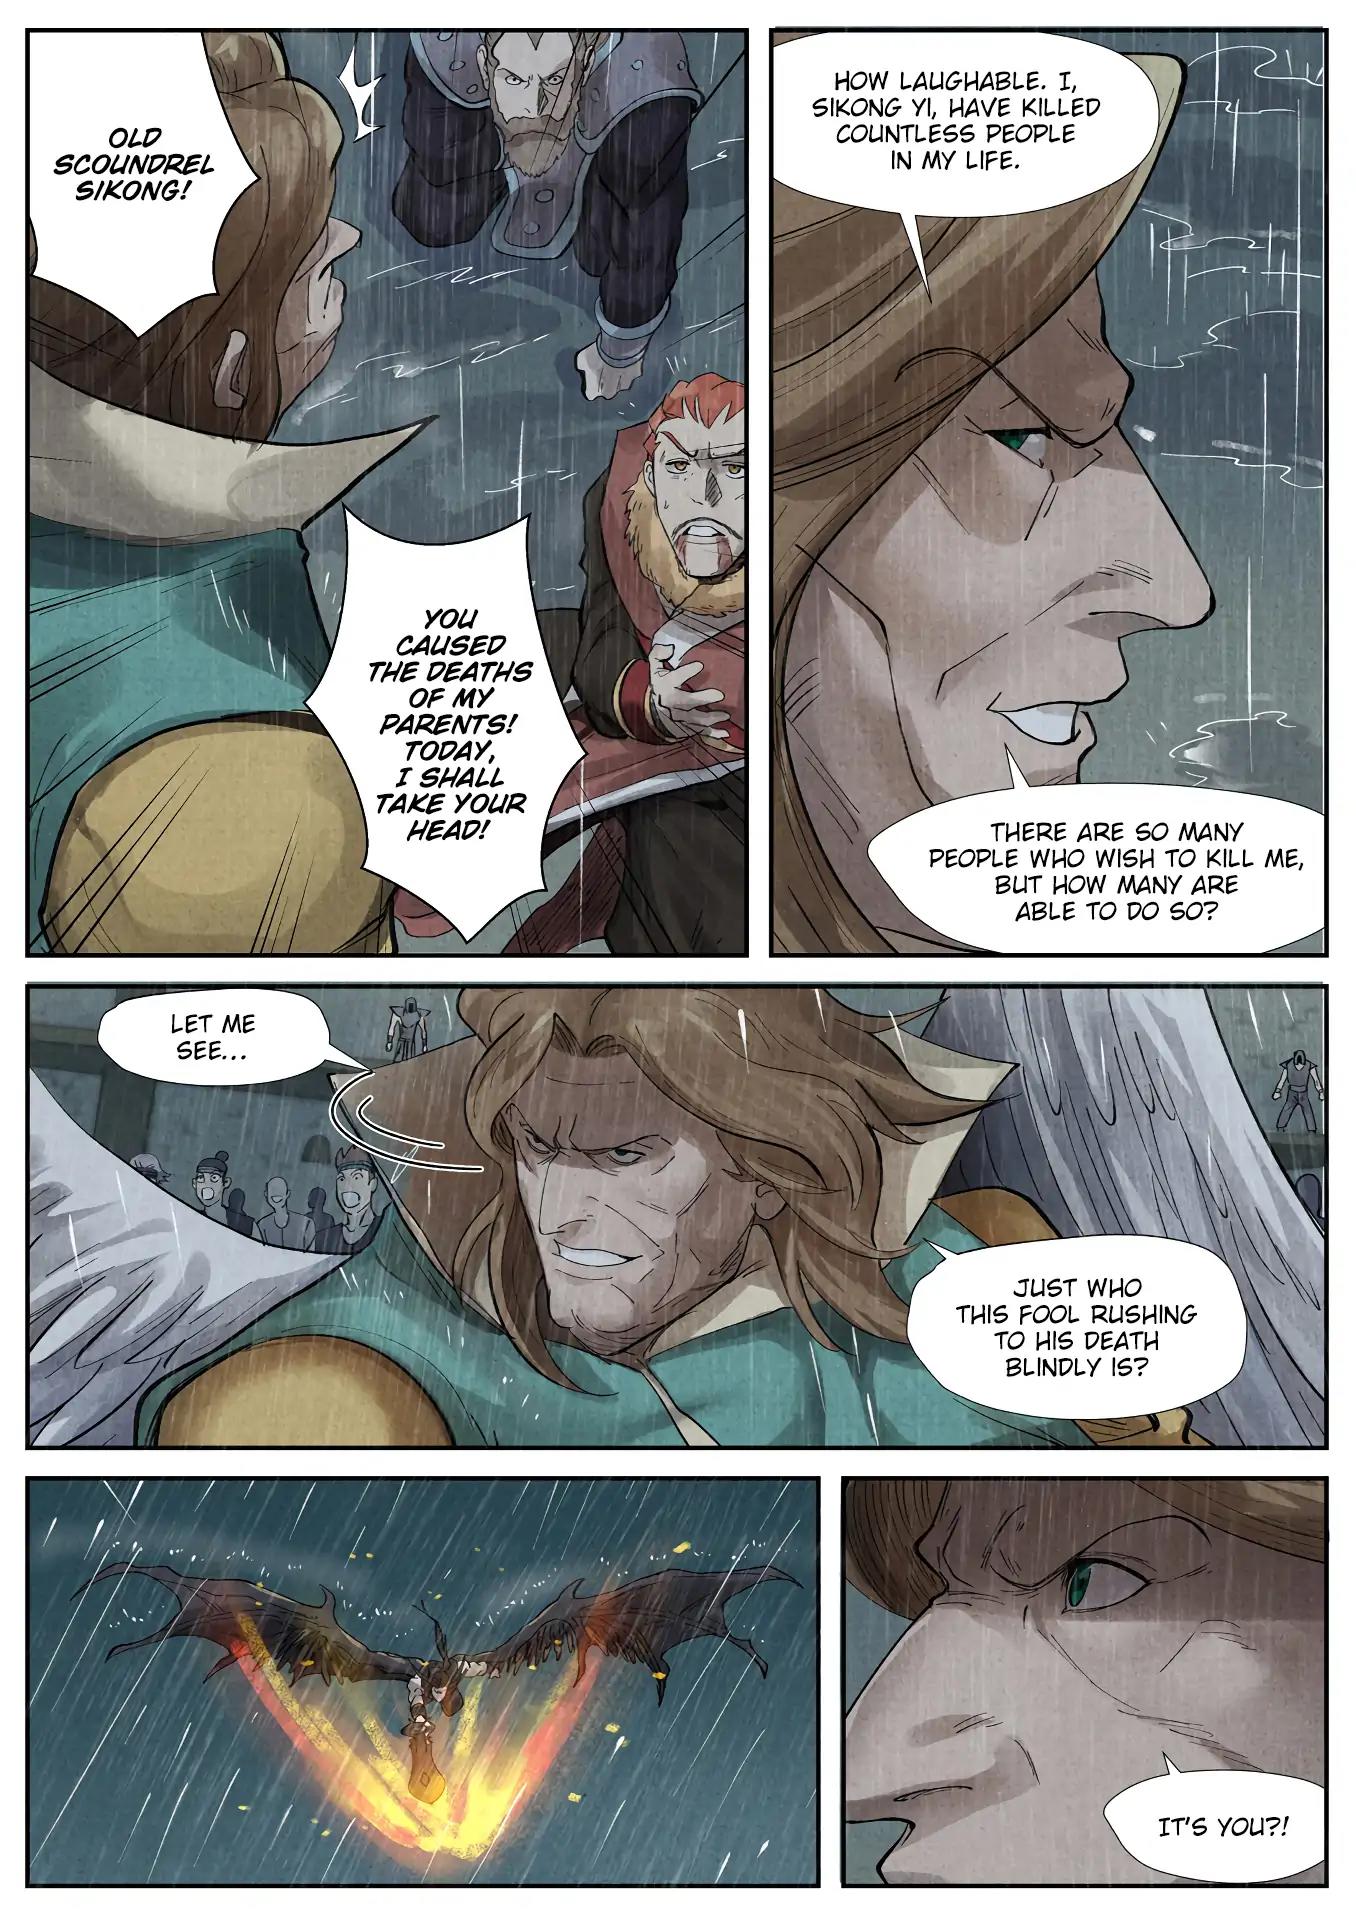 OLD
SCOUNDREL
SIKONG!
YOU
CAUSED
THE DEATHS
OF MY
PARENTS!
TODAY,
I SHALL
TAKE YOUR
HEAD!
HOW LAUGHABLE. I,
SIKONG YI, HAVE KILLED
COUNTLESS PEOPLE
IN MY LIFE.
THERE ARE SO MANY
PEOPLE WHO WISH TO KILL ME,
BUT HOW MANY ARE
ABLE TO DO SO?
LET ME
SEE...
JUST WHO
THIS FOOL RUSHING
TO HIS DEATH
BLINDLY IS?
IT'S YOU?!